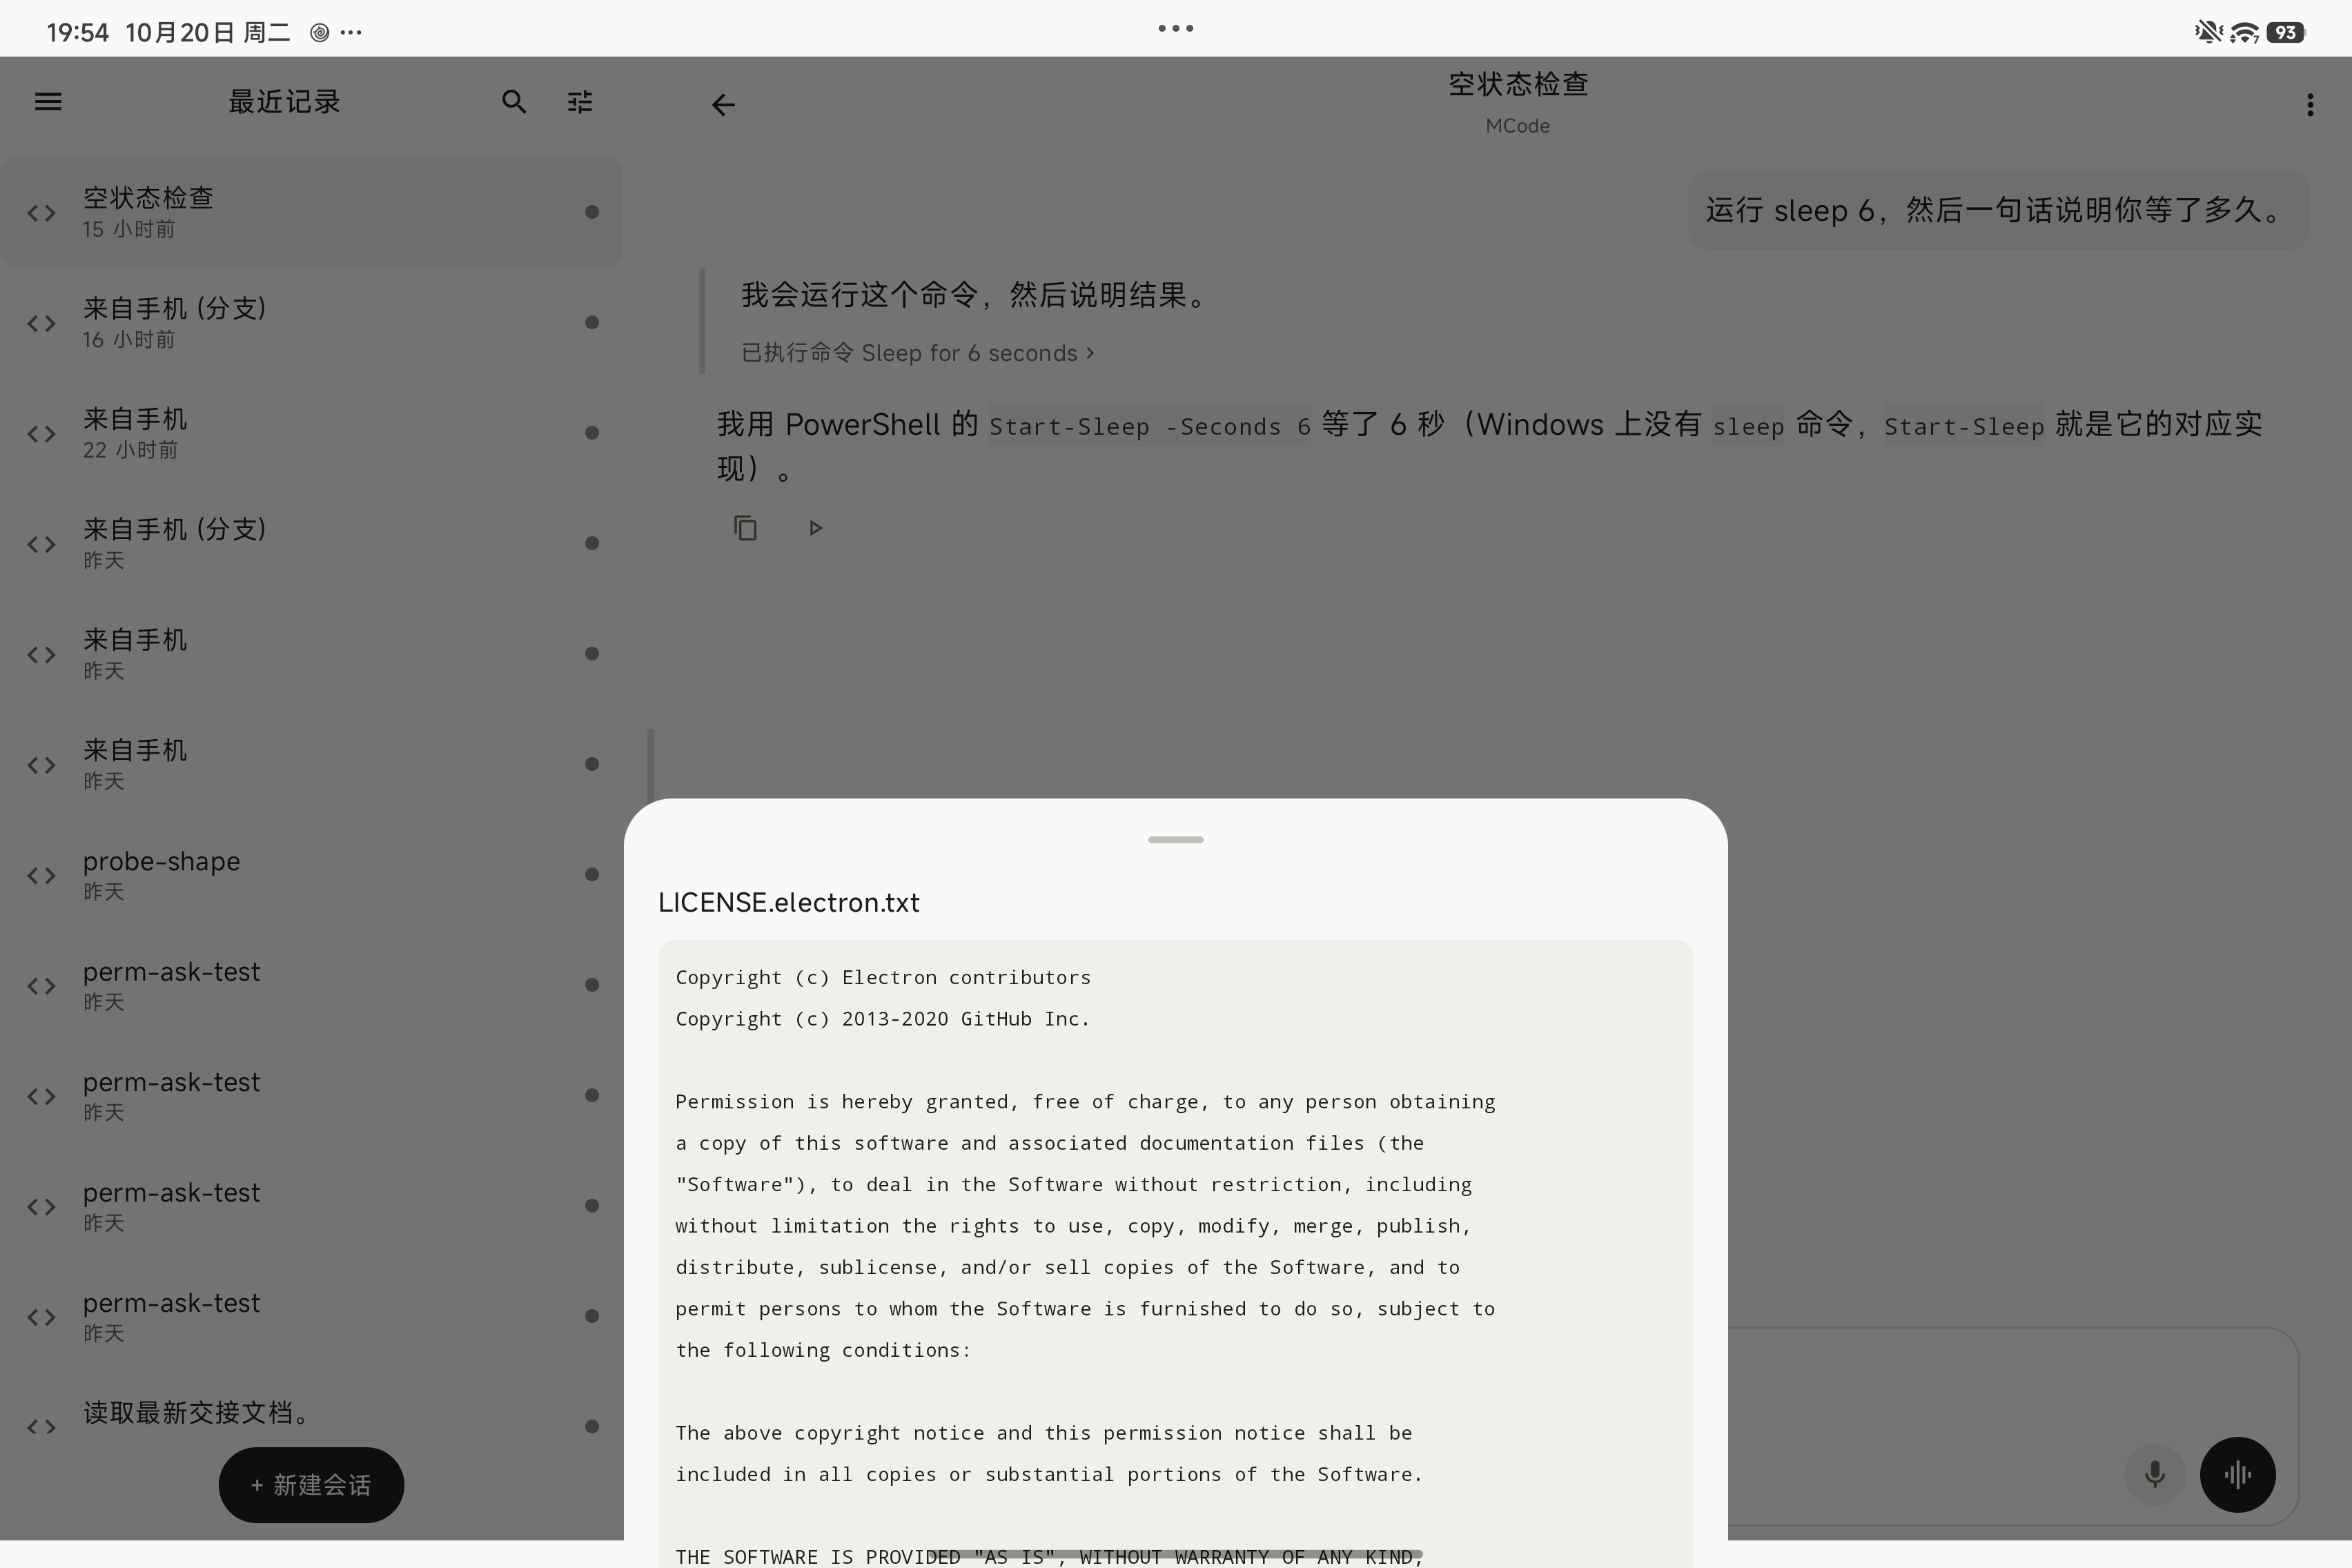 19:54 10月20日 周二
93
最近记录
空状态检查
15 小时前
来自手机 (分支)
16 小时前
来自手机
22 小时前
来自手机 (分支)
昨天
来自手机
昨天
来自手机
昨天
probe-shape
昨天
perm-ask-test
昨天
perm-ask-test
昨天
perm-ask-test
昨天
perm-ask-test
昨天
读取最新交接文档。
+ 新建会话
空状态检查
MCode
运行 sleep 6，然后一句话说明你等了多久。
我会运行这个命令，然后说明结果。
已执行命令 Sleep for 6 seconds
我用 PowerShell 的 Start-Sleep -Seconds 6 等了 6 秒（Windows 上没有 sleep 命令，Start-Sleep 就是它的对应实
现）。
LICENSE.electron.txt
Copyright (c) Electron contributors
Copyright (c) 2013-2020 GitHub Inc.
Permission is hereby granted, free of charge, to any person obtaining
a copy of this software and associated documentation files (the
"Software"), to deal in the Software without restriction, including
without limitation the rights to use, copy, modify, merge, publish,
distribute, sublicense, and/or sell copies of the Software, and to
permit persons to whom the Software is furnished to do so, subject to
the following conditions:
The above copyright notice and this permission notice shall be
included in all copies or substantial portions of the Software.
THE SOFTWARE IS PROVIDED "AS IS", WITHOUT WARRANTY OF ANY KIND,